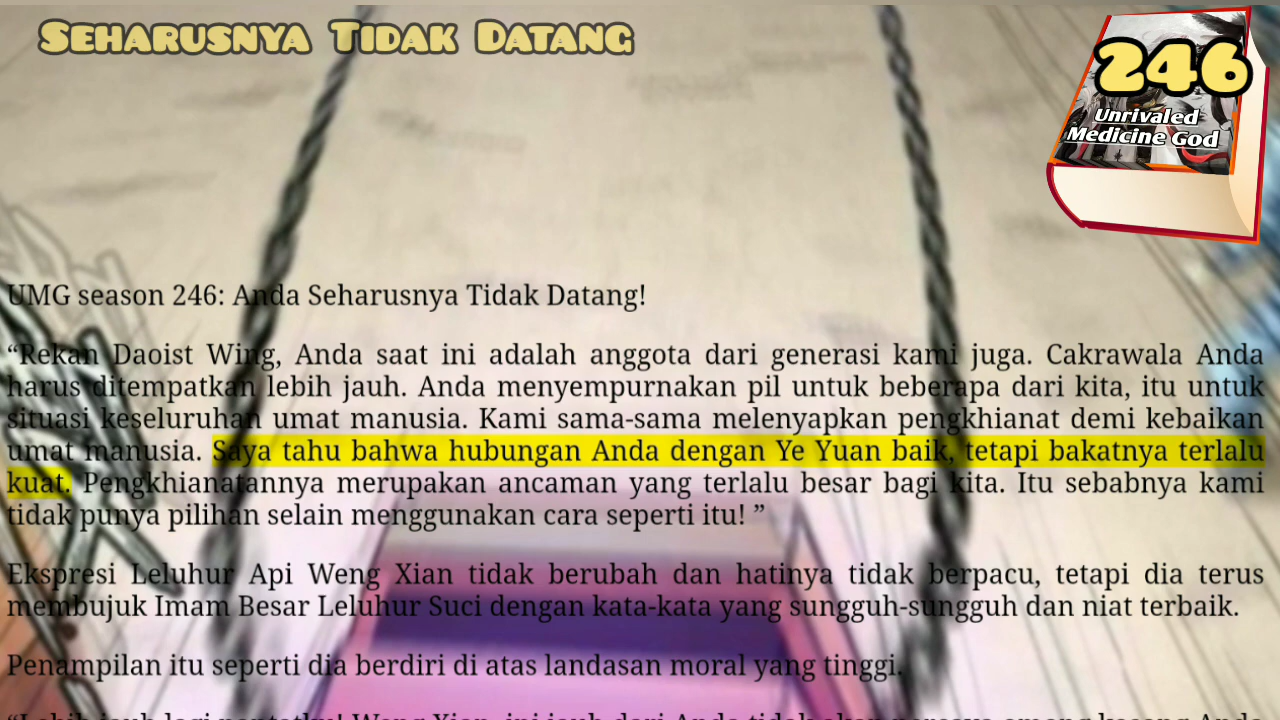 Seharusnya Tidak Datang
246
Unrivaled
Medicine God
UMG season 246: Anda Seharusnya Tidak Datang!
“Rekan Daoist Wing, Anda saat ini adalah anggota dari generasi kami juga. Cakrawala Anda
harus ditempatkan lebih jauh. Anda menyempurnakan pil untuk beberapa dari kita, itu untuk
situasi keseluruhan umat manusia. Kami sama-sama melenyapkan pengkhianat demi kebaikan
umat manusia. Saya tahu bahwa hubungan Anda dengan Ye Yuan baik, tetapi bakatnya terlalu
kuat. Pengkhianatannya merupakan ancaman yang terlalu besar bagi kita. Itu sebabnya kami
tidak punya pilihan selain menggunakan cara seperti itu! ”
Ekspresi Leluhur Api Weng Xian tidak berubah dan hatinya tidak berpacu, tetapi dia terus
membujuk Imam Besar Leluhur Suci dengan kata-kata yang sungguh-sungguh dan niat terbaik.
Penampilan itu seperti dia berdiri di atas landasan moral yang tinggi.